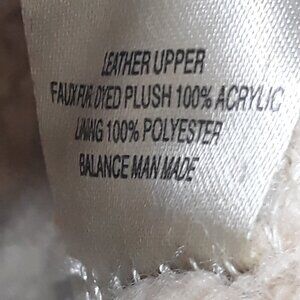 LEATHER UPPER
FAUX FUR DYED PLUSH 100% ACRYLIC
LINING 100% POLYESTER
BALANCE MAN MADE